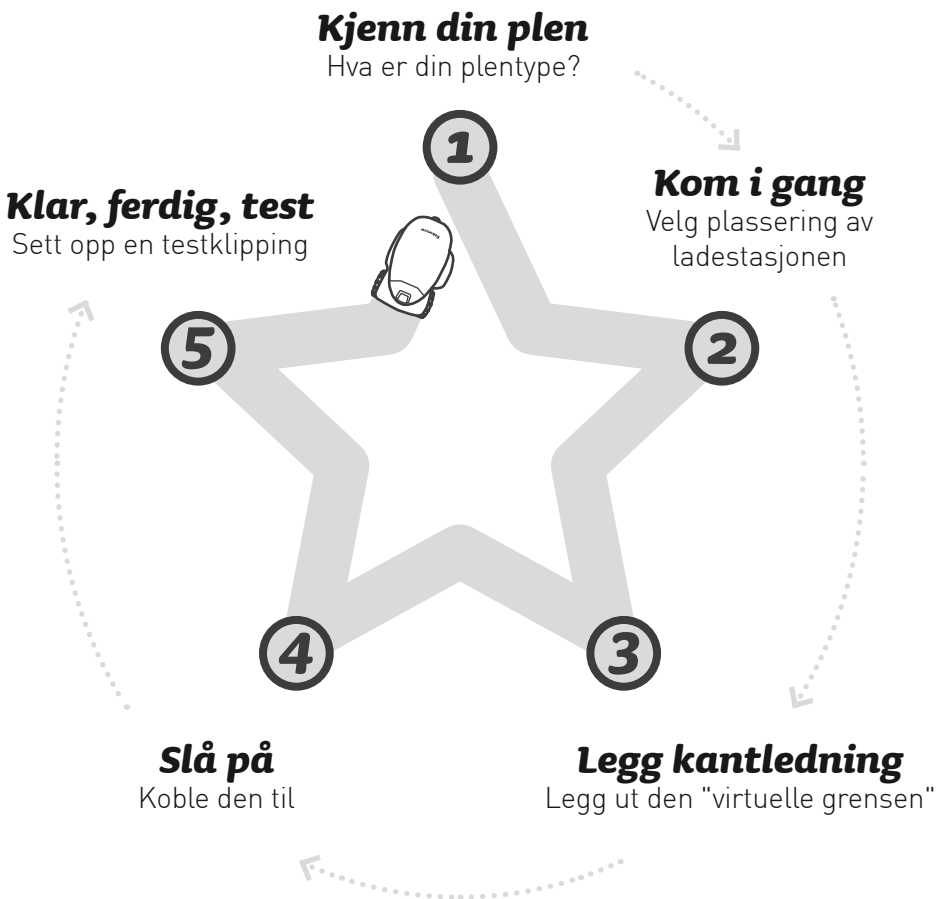 Kjenn din plen
Hva er din plentype?
1
Kom i gang
Velg plassering av
ladestasjonen
2
Legg kantledning
Legg ut den "virtuelle grensen"
3
Slå på
Koble den til
4
Klar, ferdig, test
Sett opp en testklipping
5